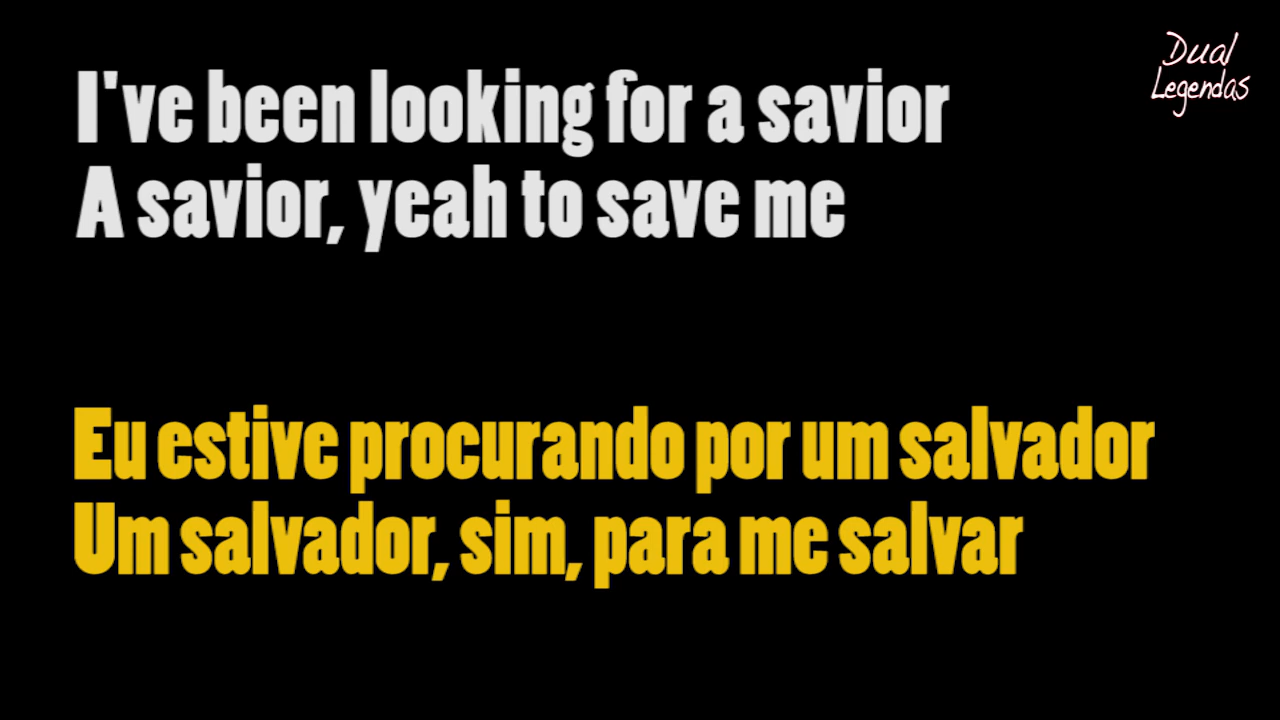 Dual
Legendas
I've been looking for a savior
A savior, yeah to save me
Eu estive procurando por um salvador
Um salvador, sim, para me salvar